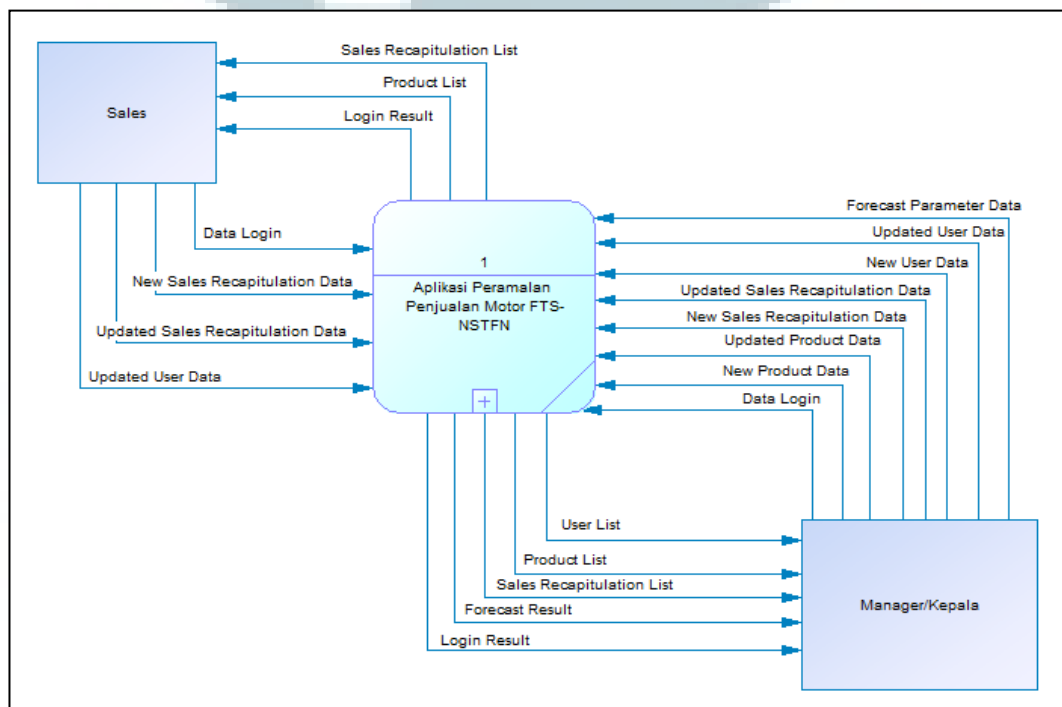 Sales Recapitulation List
Product List
Login Result
Sales
Data Login
New Sales Recapitulation Data
Updated Sales Recapitulation Data
Updated User Data
1
Aplikasi Peramalan
Penjualan Motor FTS-
NSTFN
Forecast Parameter Data
Updated User Data
New User Data
Updated Sales Recapitulation Data
New Sales Recapitulation Data
Updated Product Data
New Product Data
Data Login
User List
Product List
Sales Recapitulation List
Forecast Result
Login Result
Manager/Kepala